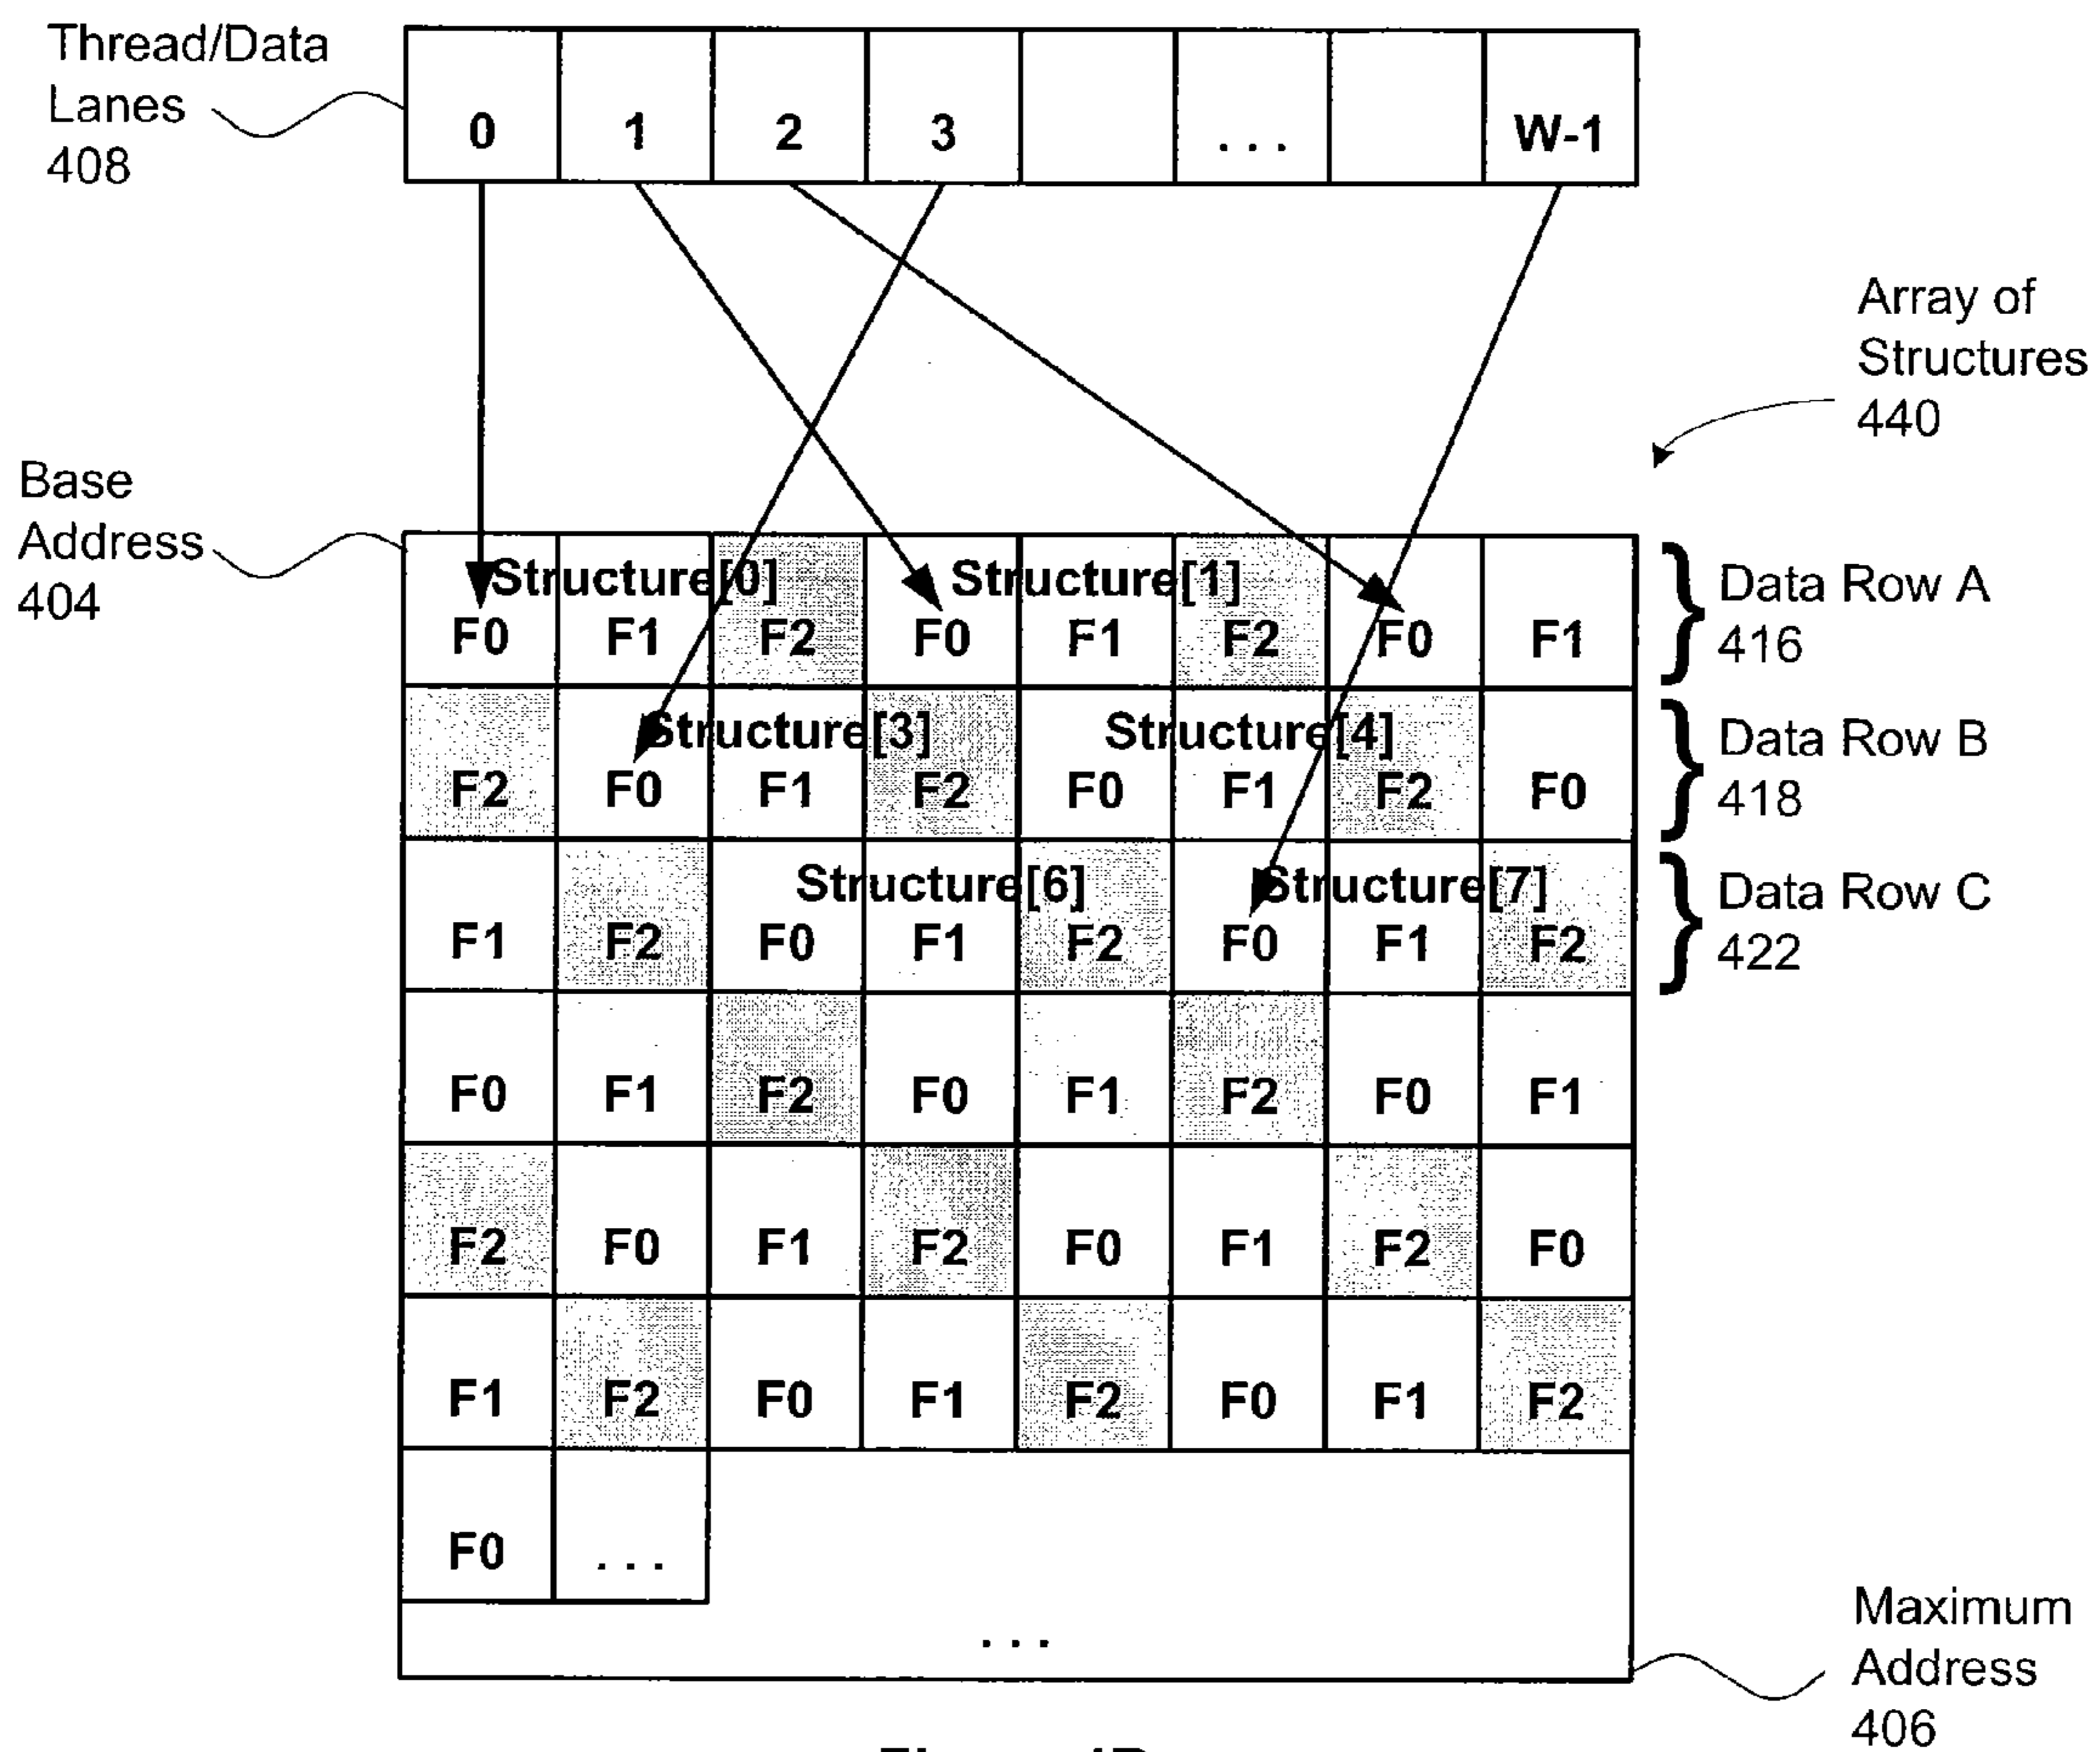 Thread/Data
Lanes
408
0 1 2 3 ... W-1
Array of
Structures
440
Base
Address
404
Structure[0] Structure[1]
F0 F1 F2 F0 F1 F2 F0 F1
Data Row A
416
Structure[3] Structure[4]
F2 F0 F1 F2 F0 F1 F2 F0
Data Row B
418
Structure[6] Structure[7]
F1 F2 F0 F1 F2 F0 F1 F2
Data Row C
422
F0 F1 F2 F0 F1 F2 F0 F1
F2 F0 F1 F2 F0 F1 F2 F0
F1 F2 F0 F1 F2 F0 F1 F2
F0 ...
...
Maximum
Address
406